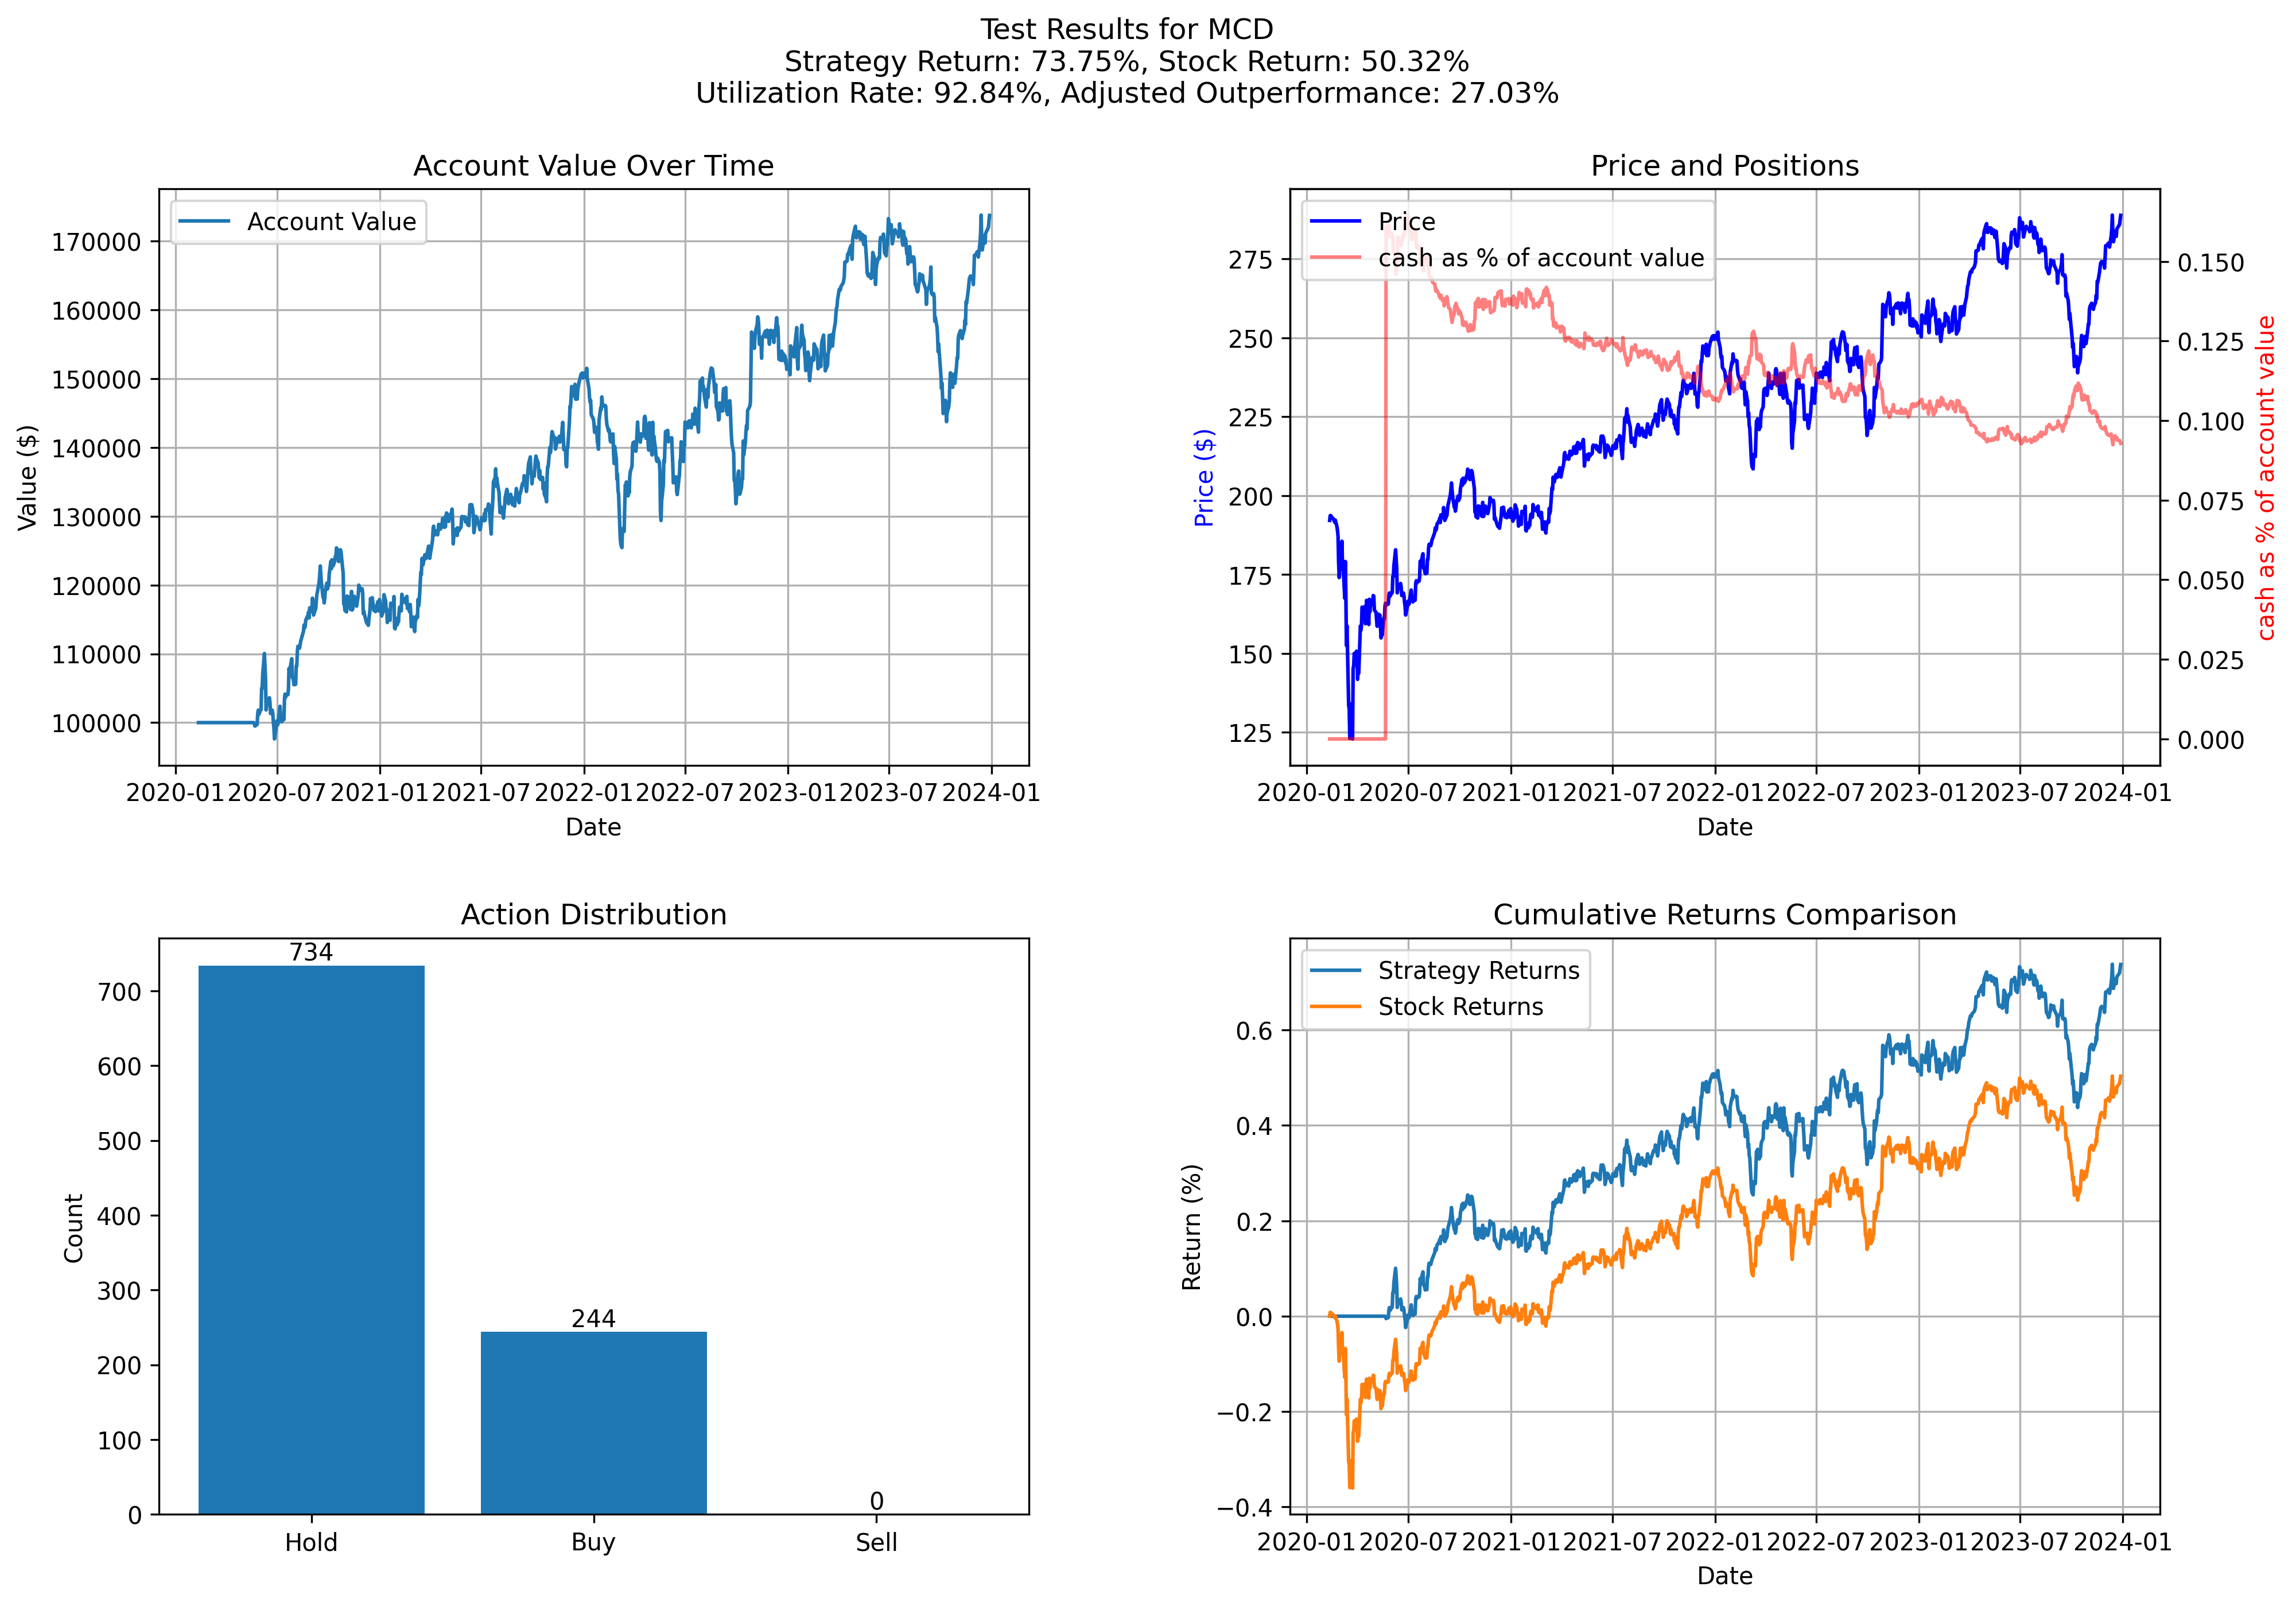 Test Results for MCD
Strategy Return: 73.75%, Stock Return: 50.32%
Utilization Rate: 92.84%, Adjusted Outperformance: 27.03%
Account Value Over Time
Account Value
Value ($)
170000
160000
150000
140000
130000
120000
110000
100000
2020-01 2020-07 2021-01 2021-07 2022-01 2022-07 2023-01 2023-07 2024-01
Date
Price and Positions
Price
cash as % of account value
Price ($)
275
250
225
200
175
150
125
0.150
0.125
0.100
0.075
0.050
0.025
0.000
cash as % of account value
2020-01 2020-07 2021-01 2021-07 2022-01 2022-07 2023-01 2023-07 2024-01
Date
Action Distribution
734
244
0
Count
700
600
500
400
300
200
100
0
Hold Buy Sell
Cumulative Returns Comparison
Strategy Returns
Stock Returns
Return (%)
0.6
0.4
0.2
0.0
−0.2
−0.4
2020-01 2020-07 2021-01 2021-07 2022-01 2022-07 2023-01 2023-07 2024-01
Date